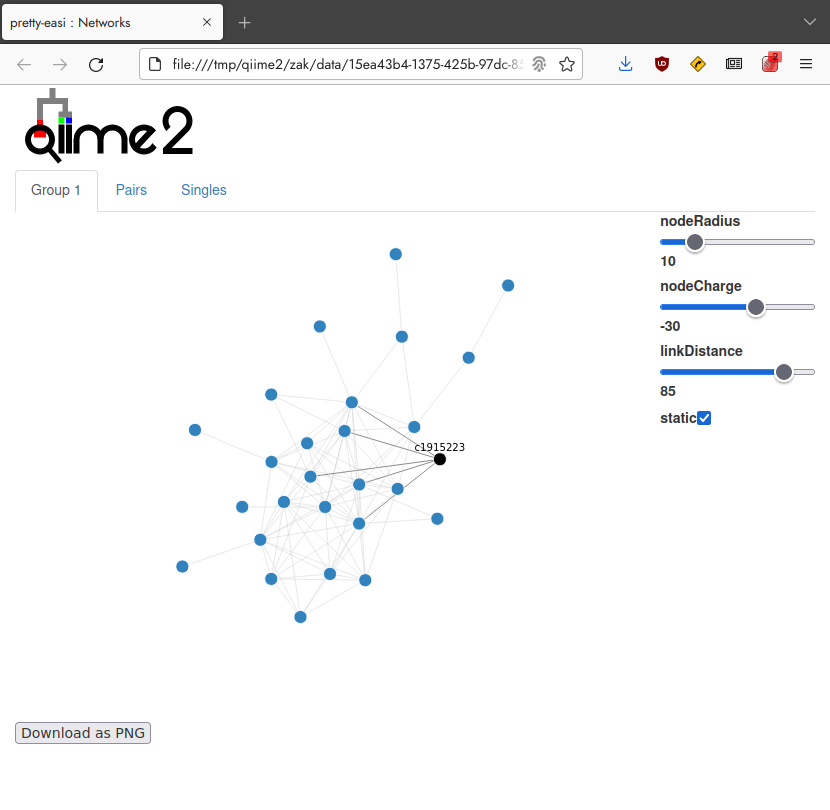 pretty-easi : Networks
file:///tmp/qiime2/zak/data/15ea43b4-1375-425b-97dc-85
2
qiime2
Group 1 Pairs Singles
nodeRadius
10
nodeCharge
-30
linkDistance
85
static
c1915223
Download as PNG